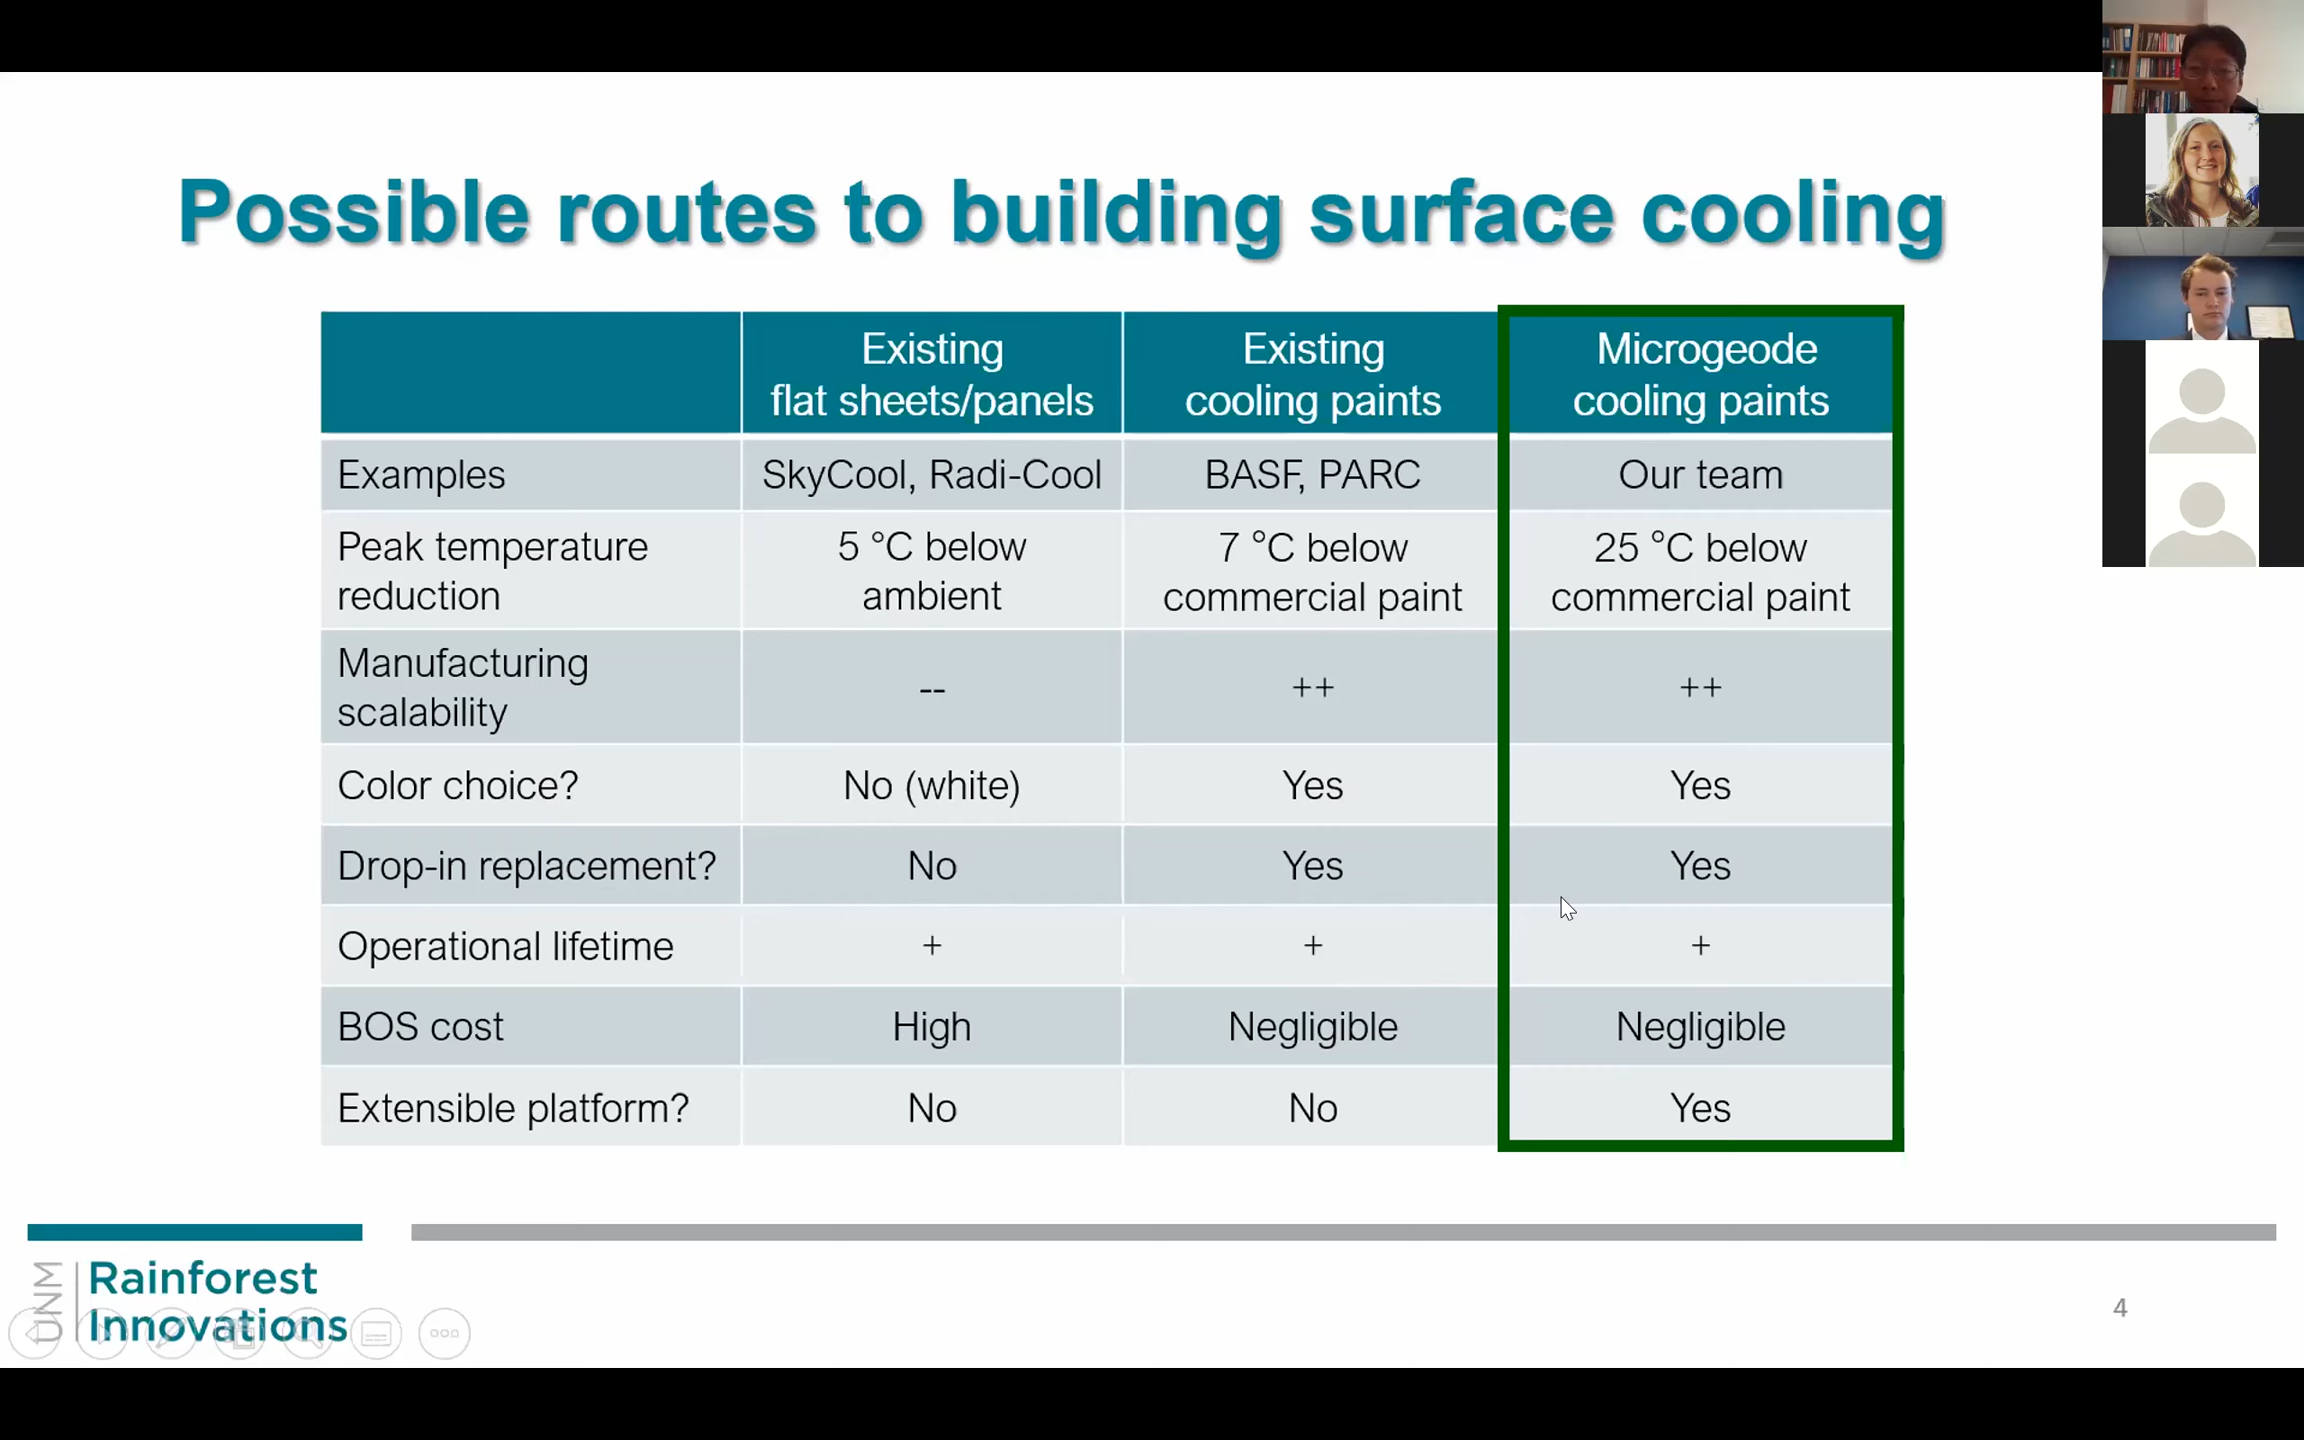 Possible routes to building surface cooling
Existing
flat sheets/panels
Existing
cooling paints
Microgeode
cooling paints
Examples
SkyCool, Radi-Cool
BASF, PARC
Our team
Peak temperature
reduction
5 °C below
ambient
7 °C below
commercial paint
25 °C below
commercial paint
Manufacturing
scalability
--
++
++
Color choice?
No (white)
Yes
Yes
Drop-in replacement?
No
Yes
Yes
Operational lifetime
+
+
+
BOS cost
High
Negligible
Negligible
Extensible platform?
No
No
Yes
UNM
Rainforest
Innovations
4